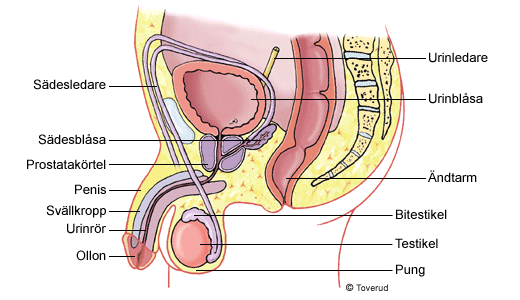 Sädesledare
Sädesblåsa
Prostatakörtel
Penis
Svällkropp
Urinrör
Ollon
Urinledare
Urinblåsa
Ändtarm
Bitestikel
Testikel
Pung
© Toverud